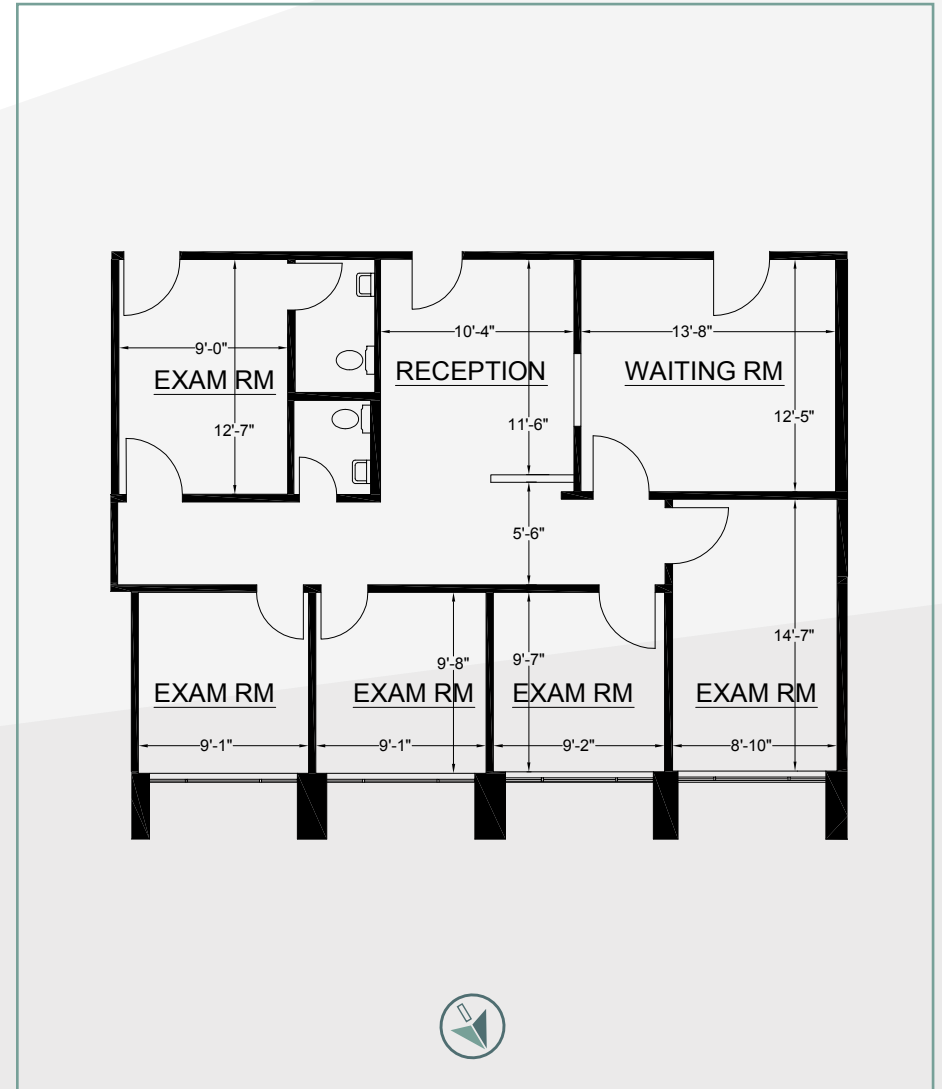 10'-4"
13'-8"
9'-0"
EXAM RM
RECEPTION
WAITING RM
12'-7"
11'-6"
12'-5"
5'-6"
14'-7"
9'-8"
9'-7"
EXAM RM
EXAM RM
EXAM RM
EXAM RM
9'-1"
9'-1"
9'-2"
8'-10"